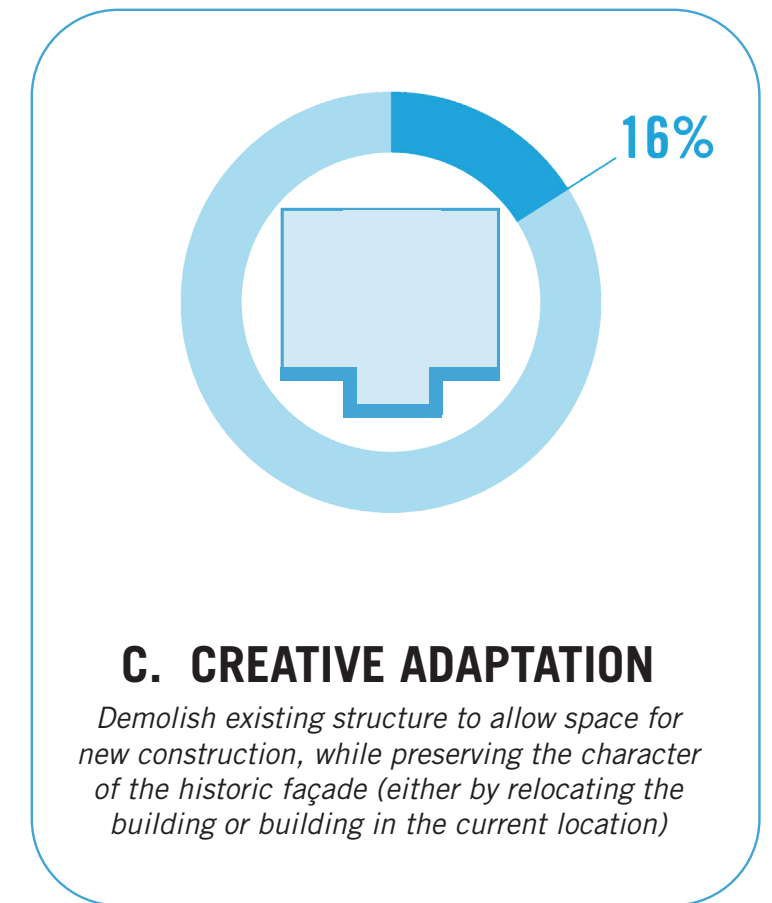 16%
C. CREATIVE ADAPTATION
Demolish existing structure to allow space for
new construction, while preserving the character
of the historic façade (either by relocating the
building or building in the current location)